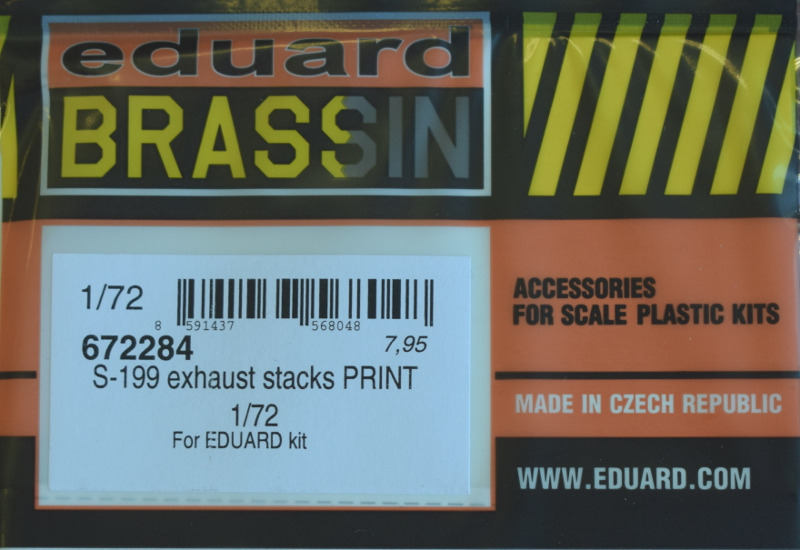 eduard
BRASSIN
1/72
8 591437 568048
672284
7,95
S-199 exhaust stacks PRINT
1/72
For EDUARD kit
ACCESSORIES
FOR SCALE PLASTIC KITS
MADE IN CZECH REPUBLIC
WWW.EDUARD.COM